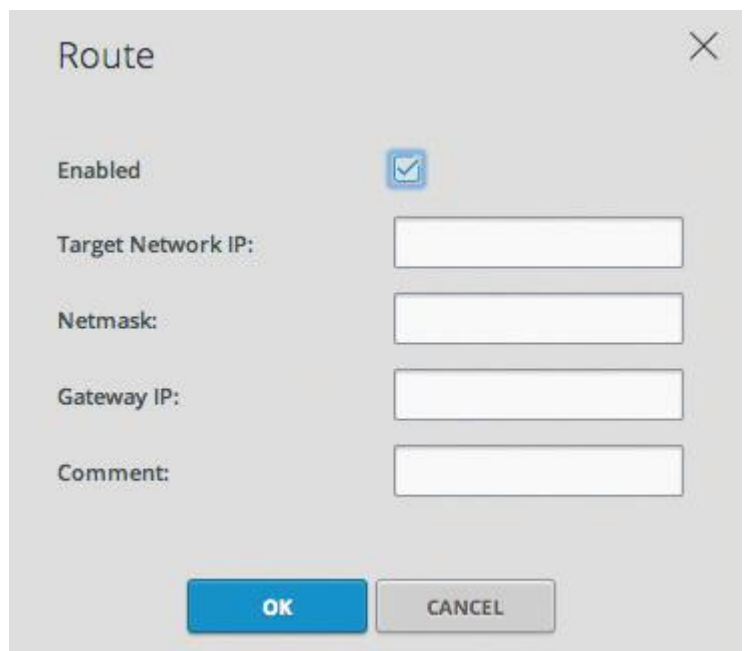 Route
Enabled
Target Network IP:
Netmask:
Gateway IP:
Comment:
OK
CANCEL